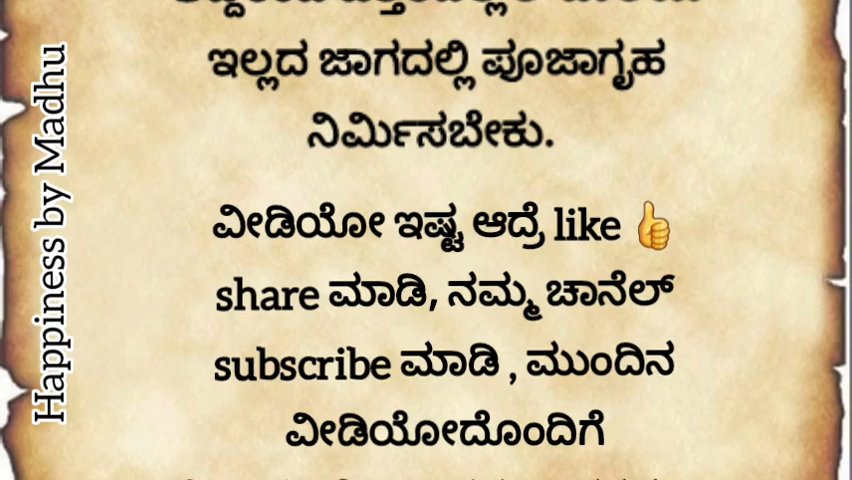 ಇಲ್ಲದ ಜಾಗದಲ್ಲಿ ಪೂಜಾಗೃಹ
ನಿರ್ಮಿಸಬೇಕು.
ವೀಡಿಯೋ ಇಷ್ಟ ಆದ್ರೆ like 👍
share ಮಾಡಿ, ನಮ್ಮ ಚಾನೆಲ್
subscribe ಮಾಡಿ , ಮುಂದಿನ
ವೀಡಿಯೋದೊಂದಿಗೆ
Happiness by Madhu